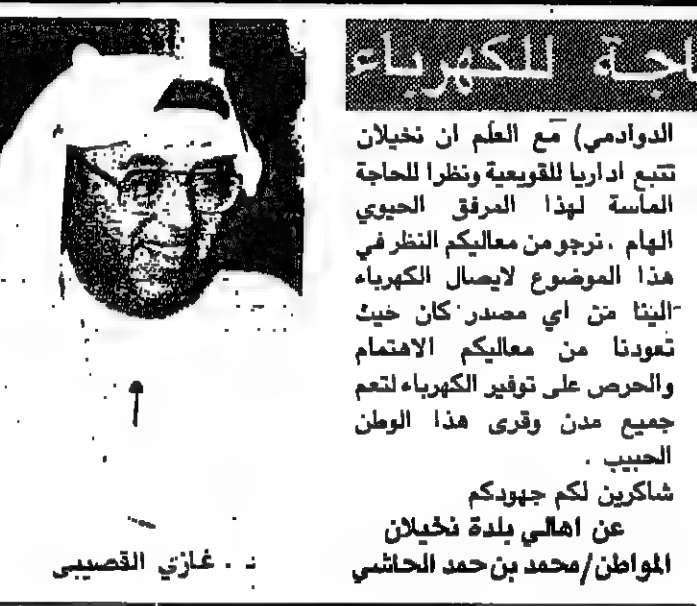 اجة للكهرباء
الدوادمي) مع العلم ان نخيلان
تتبع اداريا للقويعية ونظرا للحاجة
الماسة لهذا المرفق الحيوي
الهام . نرجو من معاليكم النظر في
هذا الموضوع لايصال الكهرباء
الينا من اي مصدر كان حيث
تعودنا من معاليكم الاهتمام
والحرص على توفير الكهرباء لتعم
جميع مدن وقرى هذا الوطن
الحبيب .
شاكرين لكم جهودكم
عن اهالي بلدة نخيلان
المواطن/محمد بن حمد الحاشي
د . غازي القصيبى